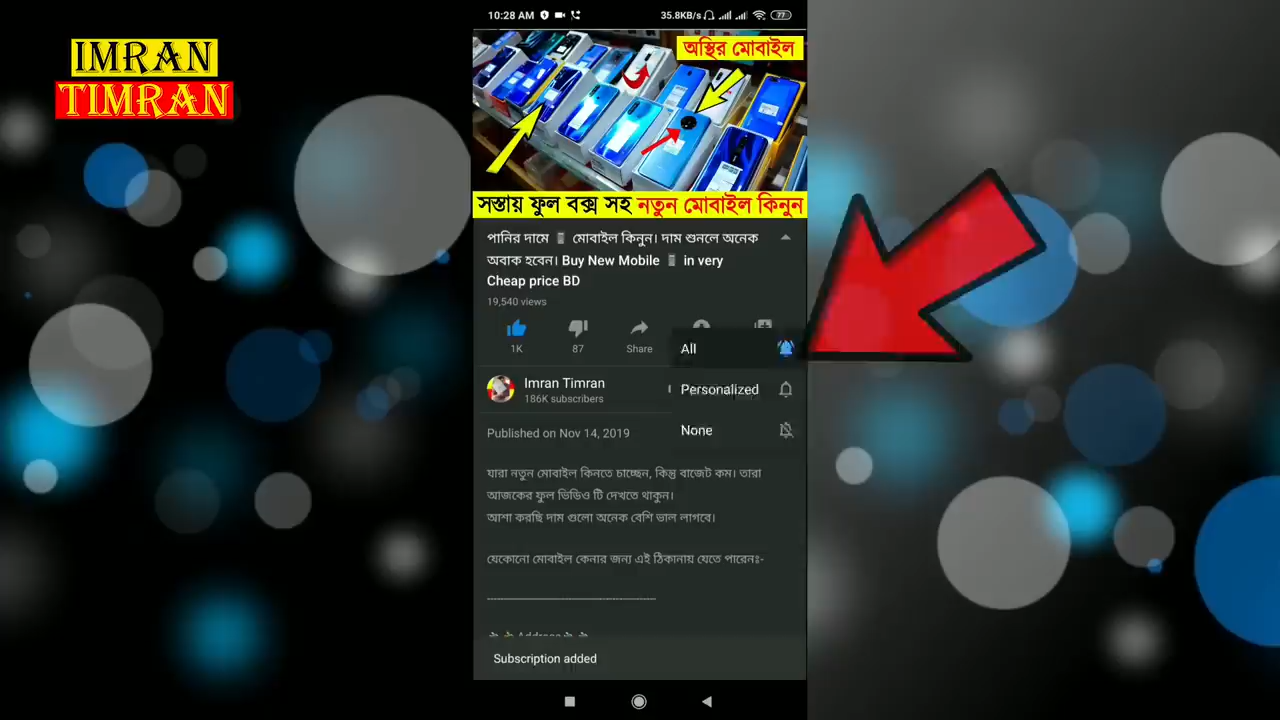 IMRAN
TIMRAN
10:28 AM
35.8KB/s
77
অস্থির মোবাইল
সস্তায় ফুল বক্স সহ নতুন মোবাইল কিনুন
পানির দামে 📱 মোবাইল কিনুন। দাম শুনলে অনেক
অবাক হবেন। Buy New Mobile 📱 in very
Cheap price BD
19,540 views
1K
87
Share
All
Imran Timran
186K subscribers
Personalized
None
Published on Nov 14, 2019
যারা নতুন মোবাইল কিনতে চাচ্ছেন, কিন্তু বাজেট কম। তারা
আজকের ফুল ভিডিও টি দেখতে থাকুন।
আশা করছি দাম গুলো অনেক বেশি ভাল লাগবে।
যেকোনো মোবাইল কেনার জন্য এই ঠিকানায় যেতে পারেনঃ-
Subscription added